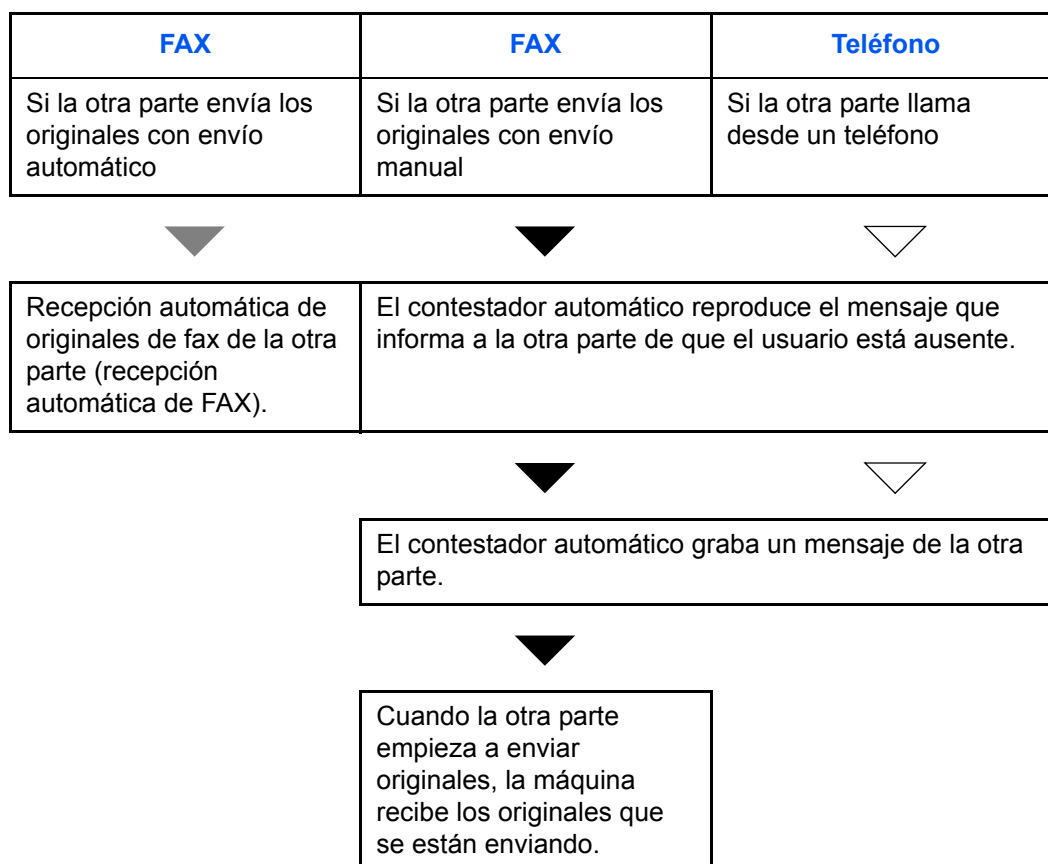 FAX
FAX
Teléfono
Si la otra parte envía los
originales con envío
automático
Si la otra parte envía los
originales con envío
manual
Si la otra parte llama
desde un teléfono
Recepción automática de
originales de fax de la otra
parte (recepción
automática de FAX).
El contestador automático reproduce el mensaje que
informa a la otra parte de que el usuario está ausente.
El contestador automático graba un mensaje de la otra
parte.
Cuando la otra parte
empieza a enviar
originales, la máquina
recibe los originales que
se están enviando.